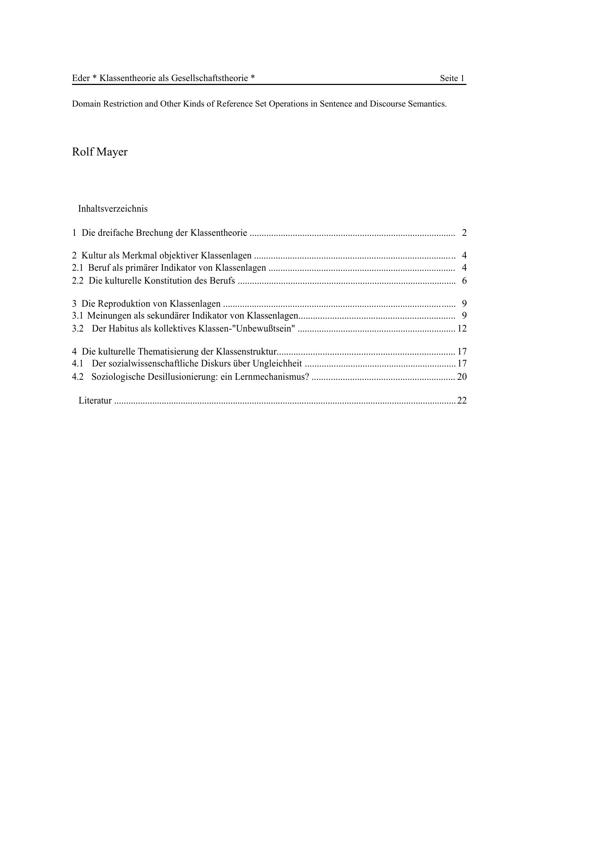 Eder * Klassentheorie als Gesellschaftstheorie * Seite 1
Domain Restriction and Other Kinds of Reference Set Operations in Sentence and Discourse Semantics.
Rolf Mayer
Inhaltsverzeichnis
1 Die dreifache Brechung der Klassentheorie ........................................................................................ 2
2 Kultur als Merkmal objektiver Klassenlagen ...................................................................................... 4
2.1 Beruf als primärer Indikator von Klassenlagen ................................................................................ 4
2.2 Die kulturelle Konstitution des Berufs ............................................................................................. 6
3 Die Reproduktion von Klassenlagen ................................................................................................... 9
3.1 Meinungen als sekundärer Indikator von Klassenlagen.................................................................... 9
3.2 Der Habitus als kollektives Klassen-"Unbewußtsein" .................................................................... 12
4 Die kulturelle Thematisierung der Klassenstruktur............................................................................ 17
4.1 Der sozialwissenschaftliche Diskurs über Ungleichheit ................................................................. 17
4.2 Soziologische Desillusionierung: ein Lernmechanismus? .............................................................. 20
Literatur .................................................................................................................................................. 22